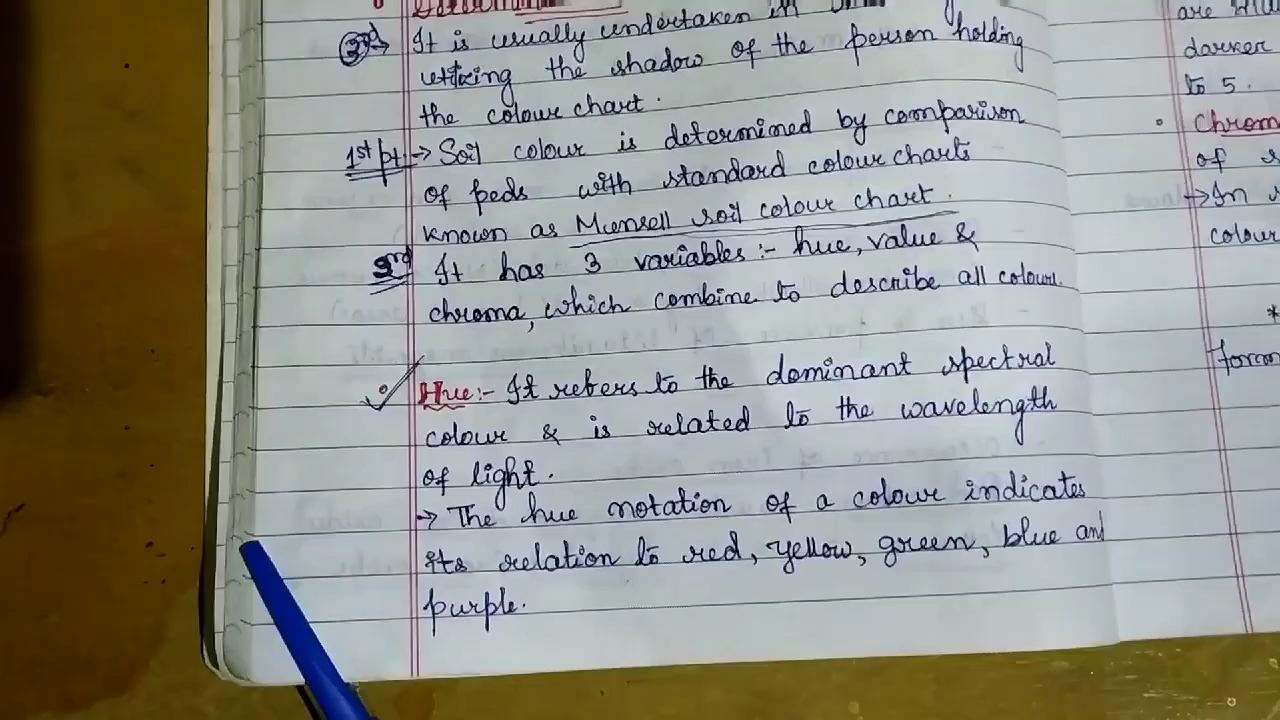 3rd → It is usually undertaken in
the shadow of the person holding
the colour chart.
1st pt → Soil colour is determined by comparison
of peds with standard colour charts
known as Munsell soil colour chart.
It has 3 variables :- hue, value &
chroma, which combine to describe all colours.
Hue :- It refers to the dominant spectral
colour & is related to the wavelength
of light.
→ The hue notation of a colour indicates
its relation to red, yellow, green, blue and
purple.
are
darker
to 5.
• Chrom
of s
→ In s
colour
*
form